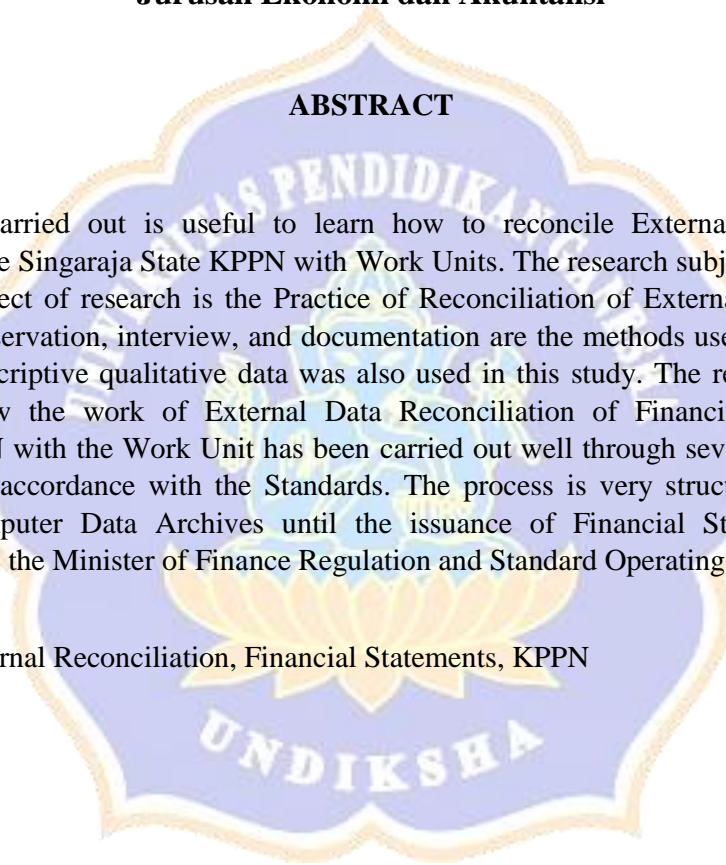 Jurusan Ekonomi dan Akuntansi
ABSTRACT
arried out is useful to learn how to reconcile Externa
e Singaraja State KPPN with Work Units. The research subj
ect of research is the Practice of Reconciliation of Externa
servation, interview, and documentation are the methods use
criptive qualitative data was also used in this study. The re
w the work of External Data Reconciliation of Financi
N with the Work Unit has been carried out well through sev
accordance with the Standards. The process is very struct
puter Data Archives until the issuance of Financial St
the Minister of Finance Regulation and Standard Operating
rnal Reconciliation, Financial Statements, KPPN
UNIVERSITAS PENDIDIKAN GANESHA
UNDIKSHA